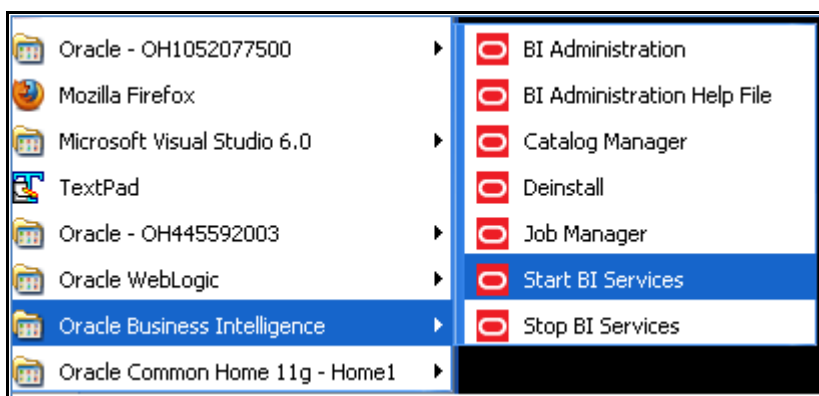 Oracle - OH1052077500
Mozilla Firefox
Microsoft Visual Studio 6.0
TextPad
Oracle - OH445592003
Oracle WebLogic
Oracle Business Intelligence
Oracle Common Home 11g - Home1
BI Administration
BI Administration Help File
Catalog Manager
Deinstall
Job Manager
Start BI Services
Stop BI Services